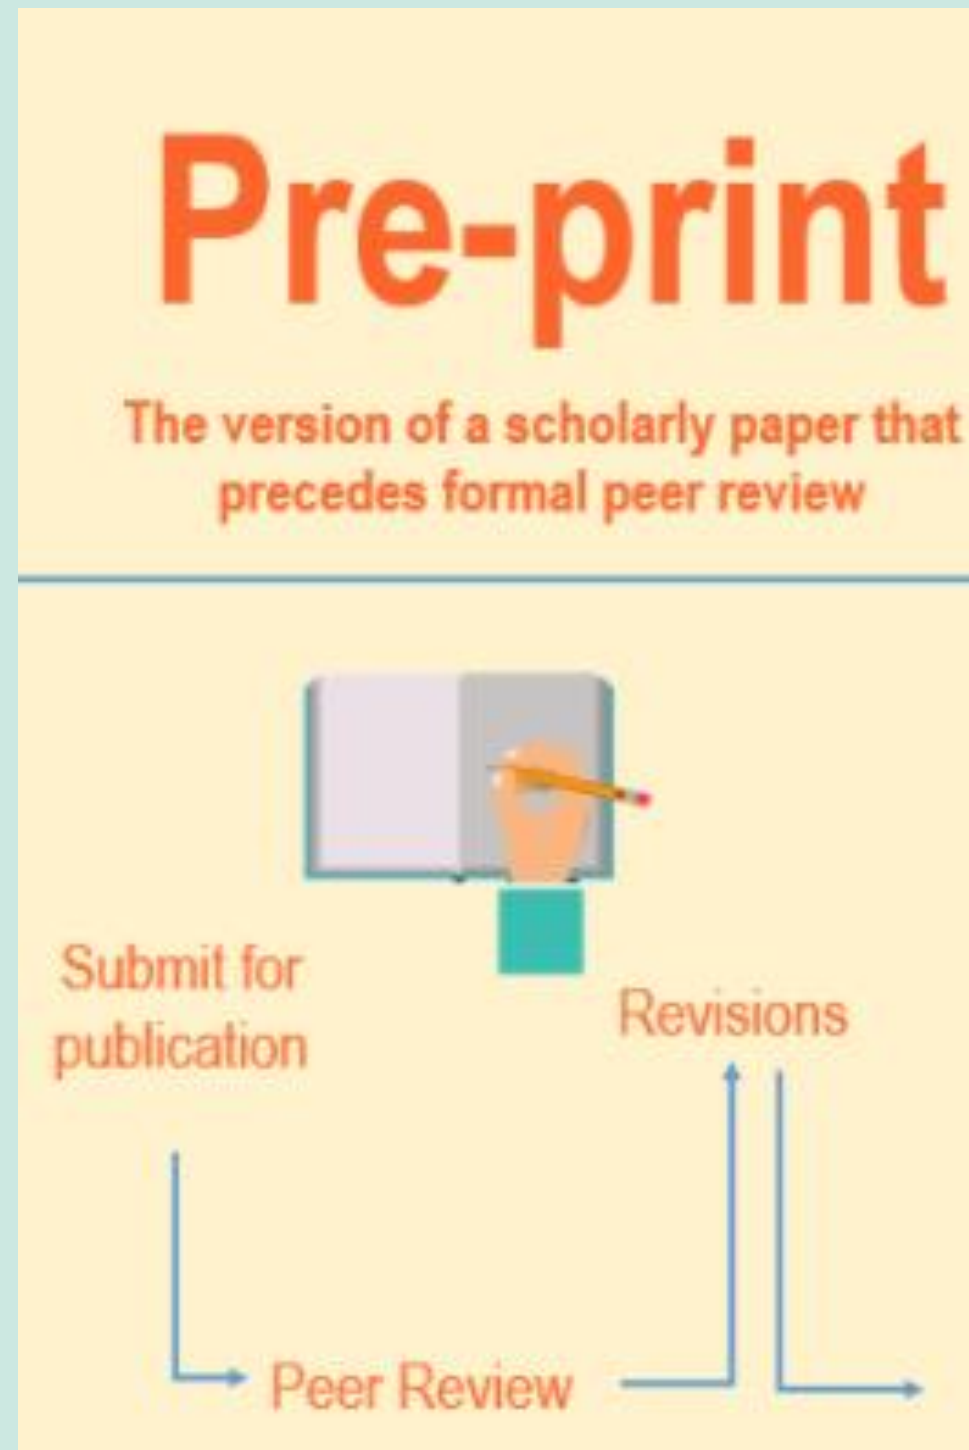 Pre-print
The version of a scholarly paper that
precedes formal peer review
Submit for
publication
Revisions
Peer Review